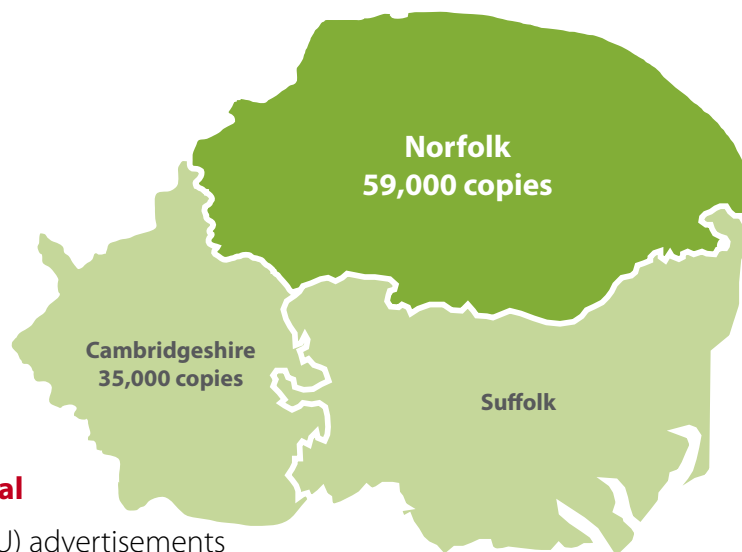 Norfolk
59,000 copies
Cambridgeshire
35,000 copies
Suffolk
al
U) advertisements